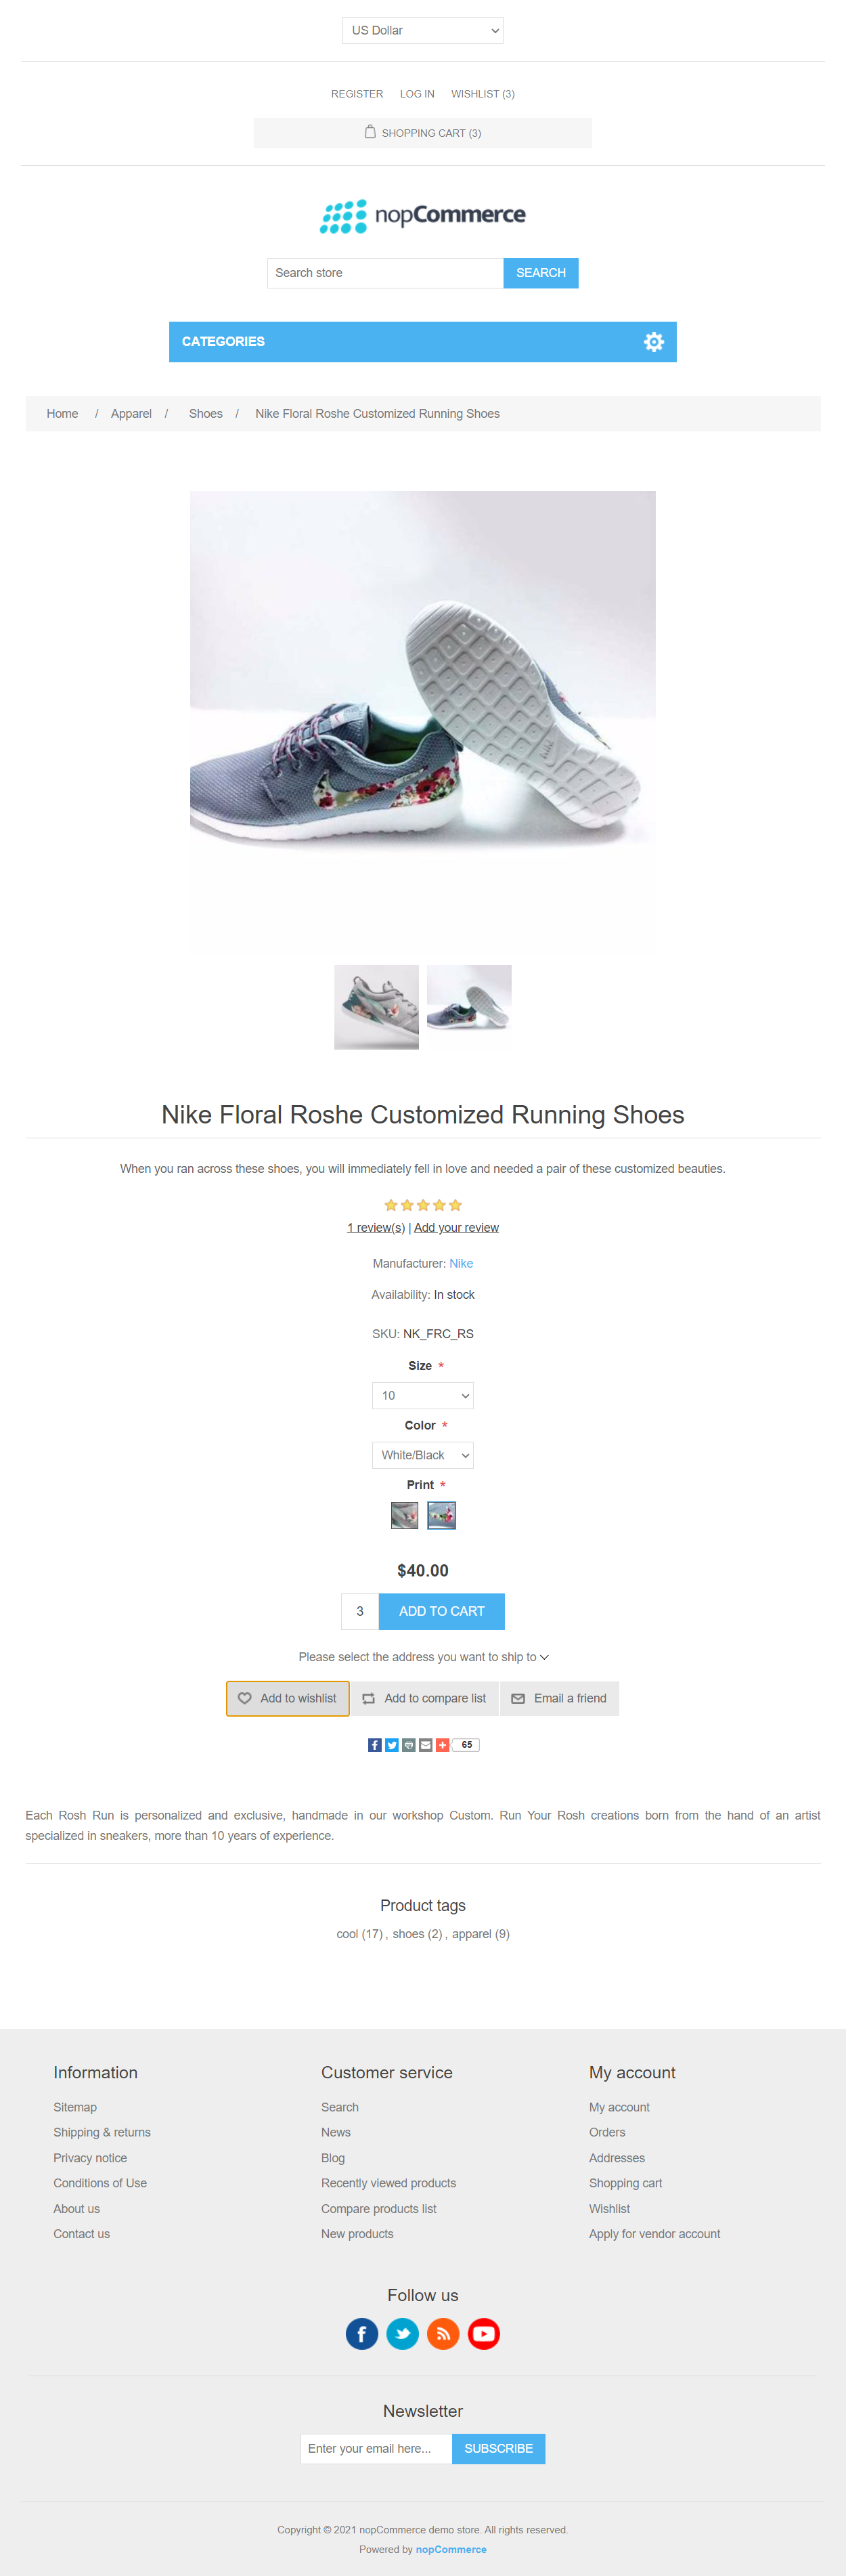 US Dollar
REGISTER LOG IN WISHLIST (3)
SHOPPING CART (3)
nopCommerce
Search store SEARCH
CATEGORIES
Home / Apparel / Shoes / Nike Floral Roshe Customized Running Shoes
Nike Floral Roshe Customized Running Shoes
When you ran across these shoes, you will immediately fell in love and needed a pair of these customized beauties.
1 review(s) | Add your review
Manufacturer: Nike
Availability: In stock
SKU: NK_FRC_RS
Size *
10
Color *
White/Black
Print *
$40.00
3 ADD TO CART
Please select the address you want to ship to
Add to wishlist Add to compare list Email a friend
65
Each Rosh Run is personalized and exclusive, handmade in our workshop Custom. Run Your Rosh creations born from the hand of an artist
specialized in sneakers, more than 10 years of experience.
Product tags
cool (17) , shoes (2) , apparel (9)
Information
Sitemap
Shipping & returns
Privacy notice
Conditions of Use
About us
Contact us
Customer service
Search
News
Blog
Recently viewed products
Compare products list
New products
My account
My account
Orders
Addresses
Shopping cart
Wishlist
Apply for vendor account
Follow us
Newsletter
Enter your email here... SUBSCRIBE
Copyright © 2021 nopCommerce demo store. All rights reserved.
Powered by nopCommerce